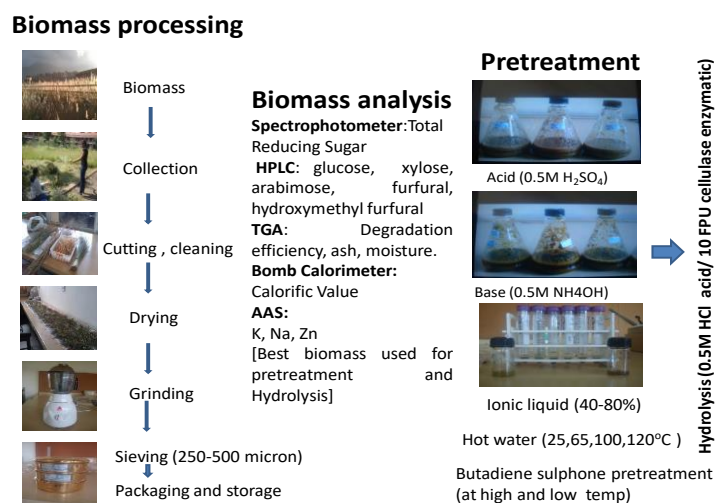 Biomass processing
Biomass
Collection
Cutting , cleaning
Drying
Grinding
Sieving (250-500 micron)
Packaging and storage
Biomass analysis
Spectrophotometer:Total
Reducing Sugar
HPLC: glucose, xylose,
arabimose, furfural,
hydroxymethyl furfural
TGA: Degradation
efficiency, ash, moisture.
Bomb Calorimeter:
Calorific Value
AAS:
K, Na, Zn
[Best biomass used for
pretreatment and
Hydrolysis]
Pretreatment
Acid (0.5M H₂SO₄)
Base (0.5M NH4OH)
Ionic liquid (40-80%)
Hot water (25,65,100,120°C )
Butadiene sulphone pretreatment
(at high and low temp)
Hydrolysis (0.5M HCl acid/ 10 FPU cellulase enzymatic)